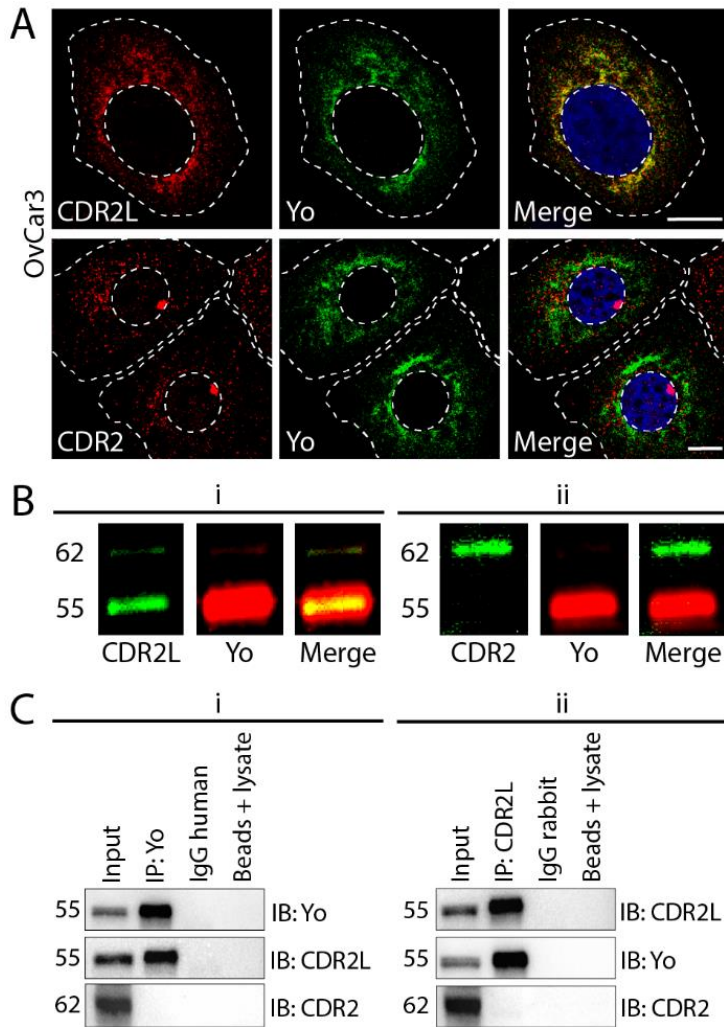 A
OvCar3
CDR2L Yo Merge
CDR2 Yo Merge
B
i ii
62 62
55 55
CDR2L Yo Merge CDR2 Yo Merge
C
i ii
Input IP: Yo IgG human Beads + lysate Input IP: CDR2L IgG rabbit Beads + lysate
55 IB: Yo 55 IB: CDR2L
55 IB: CDR2L 55 IB: Yo
62 IB: CDR2 62 IB: CDR2